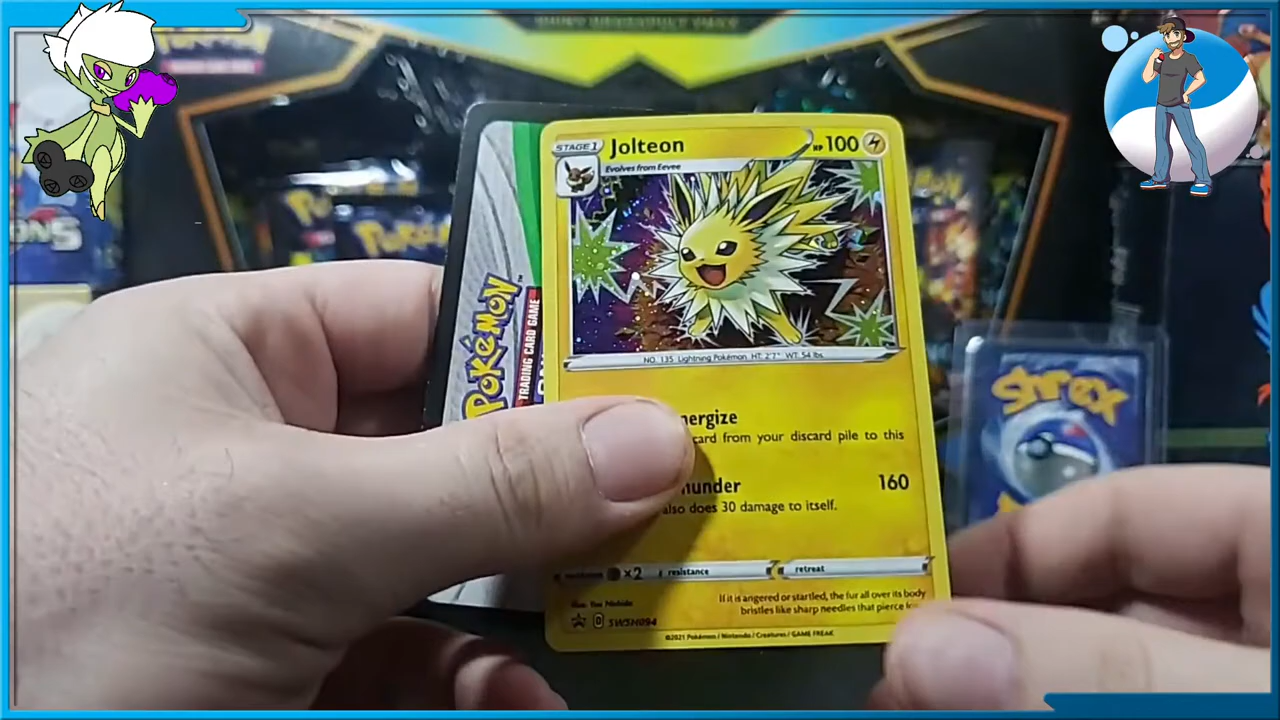 STAGE 1
Jolteon
HP 100
Evolves from Eevee
NO. 135 Lightning Pokémon HT: 2'7" WT: 54 lbs.
nergize
card from your discard pile to this
hunder 160
also does 30 damage to itself.
×2 resistance retreat
If it is angered or startled, the fur all over its body
bristles like sharp needles that pierce
SWSH094
©2021 Pokémon / Nintendo / Creatures / GAME FREAK
POKÉMON
TRADING CARD GAME
Shrex